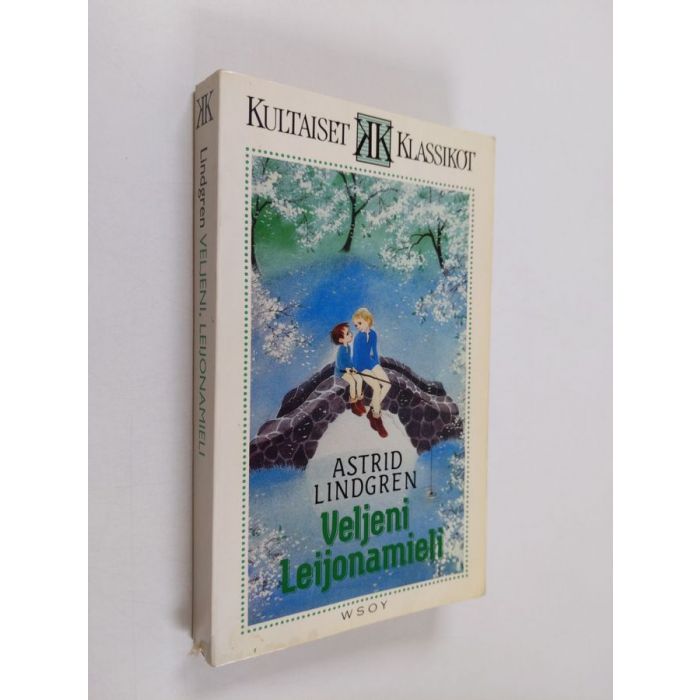 KK
Lindgren VELJENI, LEIJONAMIELI
KULTAISET KK KLASSIKOT
ASTRID
LINDGREN
Veljeni
Leijonamieli
WSOY